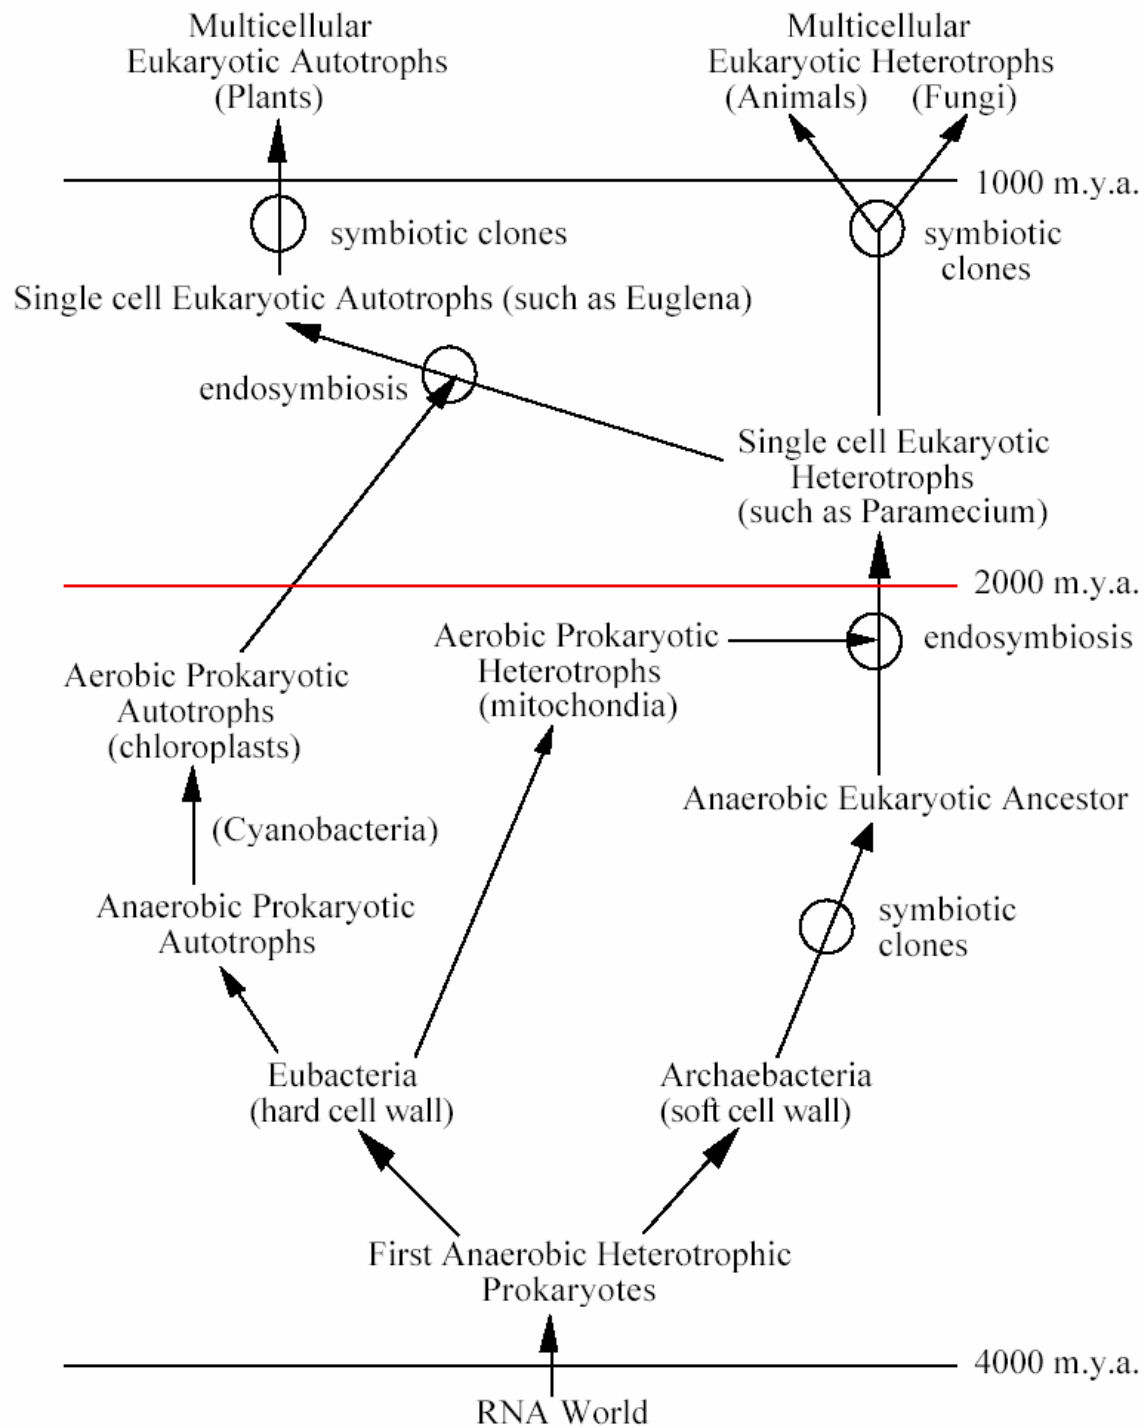 Multicellular
Eukaryotic Autotrophs
(Plants)
Multicellular
Eukaryotic Heterotrophs
(Animals) (Fungi)
1000 m.y.a.
symbiotic clones
symbiotic
clones
Single cell Eukaryotic Autotrophs (such as Euglena)
endosymbiosis
Single cell Eukaryotic
Heterotrophs
(such as Paramecium)
2000 m.y.a.
Aerobic Prokaryotic
Autotrophs
(chloroplasts)
Aerobic Prokaryotic
Heterotrophs
(mitochondia)
endosymbiosis
Anaerobic Eukaryotic Ancestor
(Cyanobacteria)
Anaerobic Prokaryotic
Autotrophs
symbiotic
clones
Eubacteria
(hard cell wall)
Archaebacteria
(soft cell wall)
First Anaerobic Heterotrophic
Prokaryotes
4000 m.y.a.
RNA World